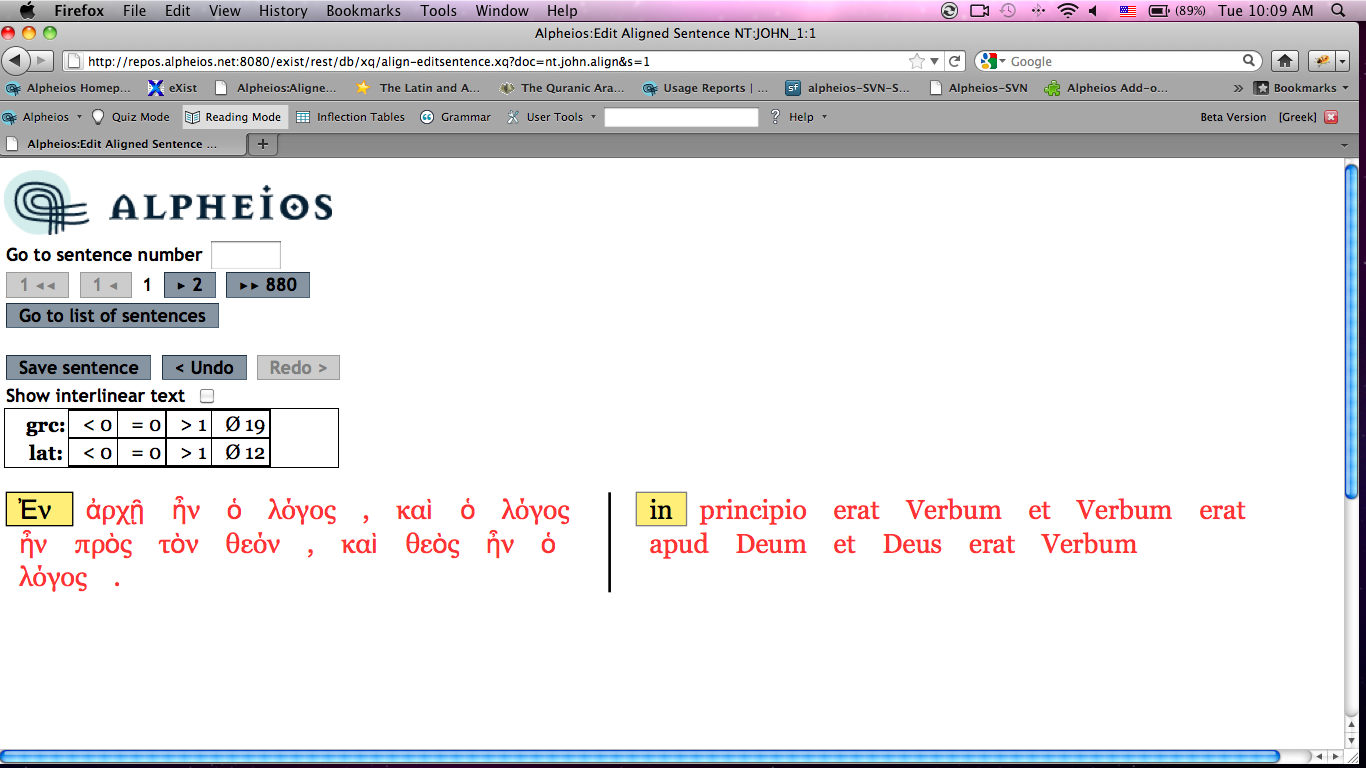 Firefox File Edit View History Bookmarks Tools Window Help (89%) Tue 10:09 AM
Alpheios:Edit Aligned Sentence NT:JOHN_1:1
http://repos.alpheios.net:8080/exist/rest/db/xq/align-editsentence.xq?doc=nt.john.align&s=1 Google
Alpheios Homep... eXist Alpheios:Aligne... The Latin and A... The Quranic Ara... Usage Reports | ... sf alpheios-SVN-S... Alpheios-SVN Alpheios Add-o... » Bookmarks
Alpheios Quiz Mode Reading Mode Inflection Tables Grammar User Tools ? Help Beta Version [Greek]
Alpheios:Edit Aligned Sentence ... +
ALPHEIOS
Go to sentence number
1 ◂◂ 1 ◂ 1 ▸ 2 ▸▸ 880
Go to list of sentences
Save sentence < Undo Redo >
Show interlinear text
grc: < 0 = 0 > 1 Ø 19
lat: < 0 = 0 > 1 Ø 12
Ἐν ἀρχῇ ἦν ὁ λόγος , καὶ ὁ λόγος
ἦν πρὸς τὸν θεόν , καὶ θεὸς ἦν ὁ
λόγος .
in principio erat Verbum et Verbum erat
apud Deum et Deus erat Verbum